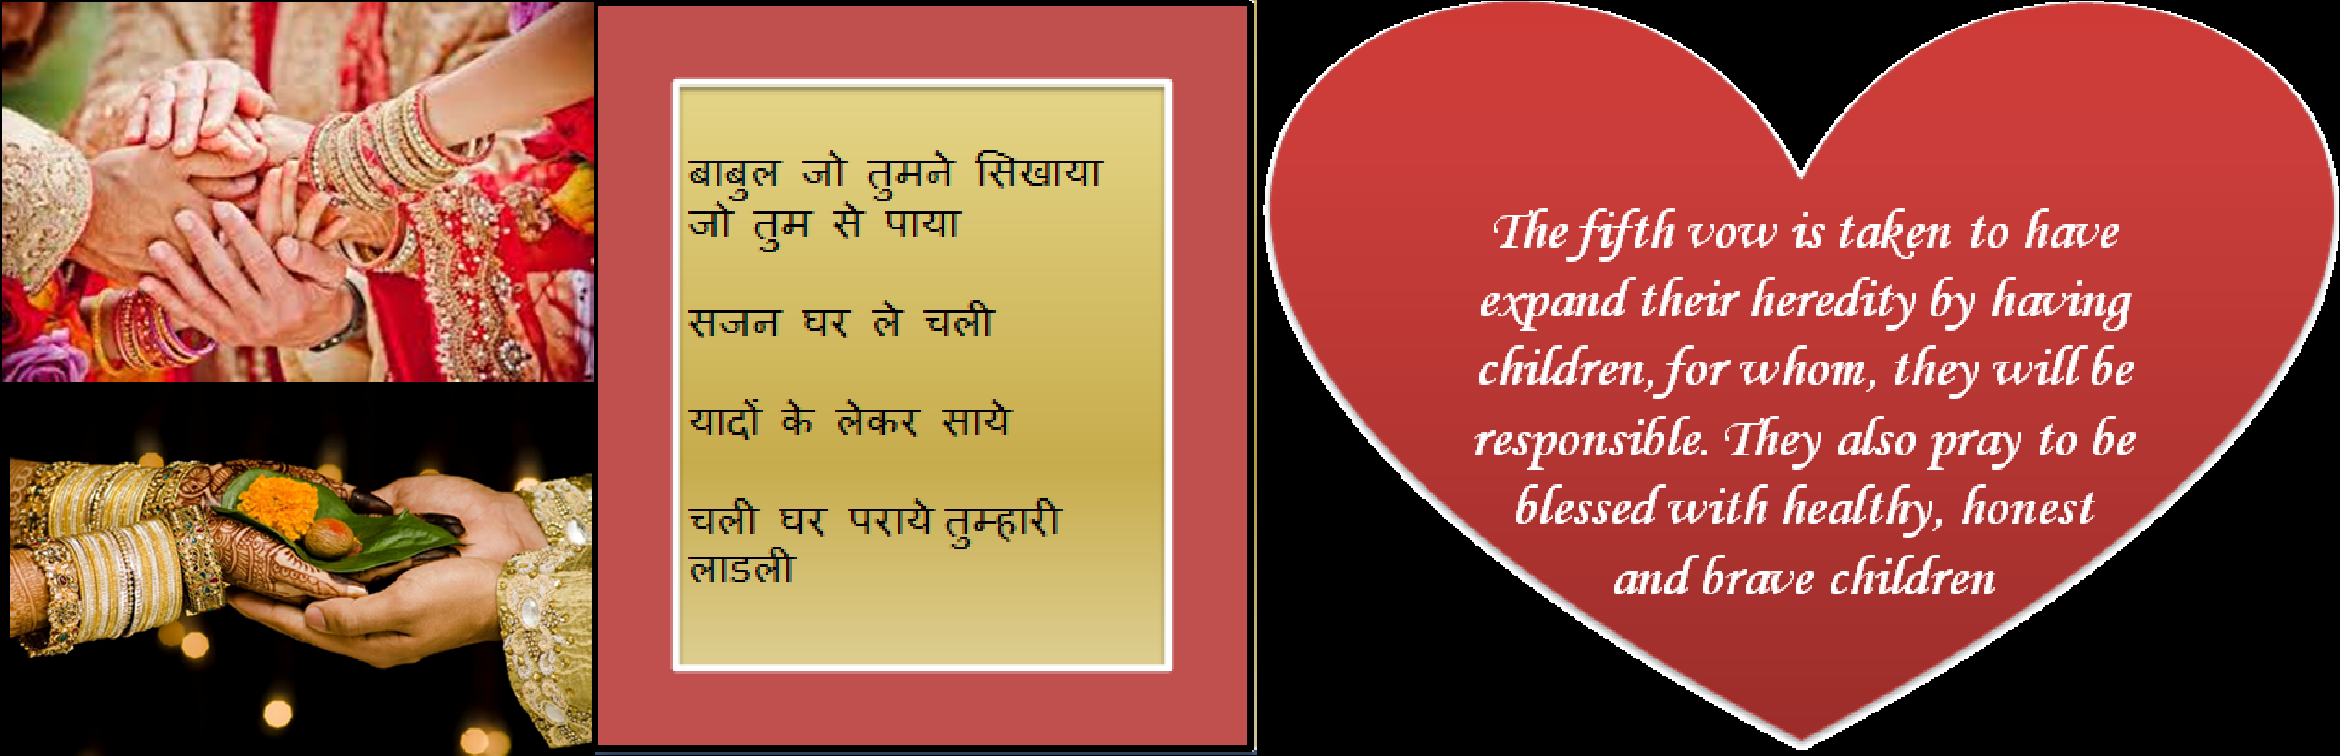 बाबुल जो तुमने सिखाया
जो तुम से पाया
सजन घर ले चली
यादों के लेकर साये
चली घर पराये तुम्हारी
लाडली
The fifth vow is taken to have
expand their heredity by having
children, for whom, they will be
responsible. They also pray to be
blessed with healthy, honest
and brave children